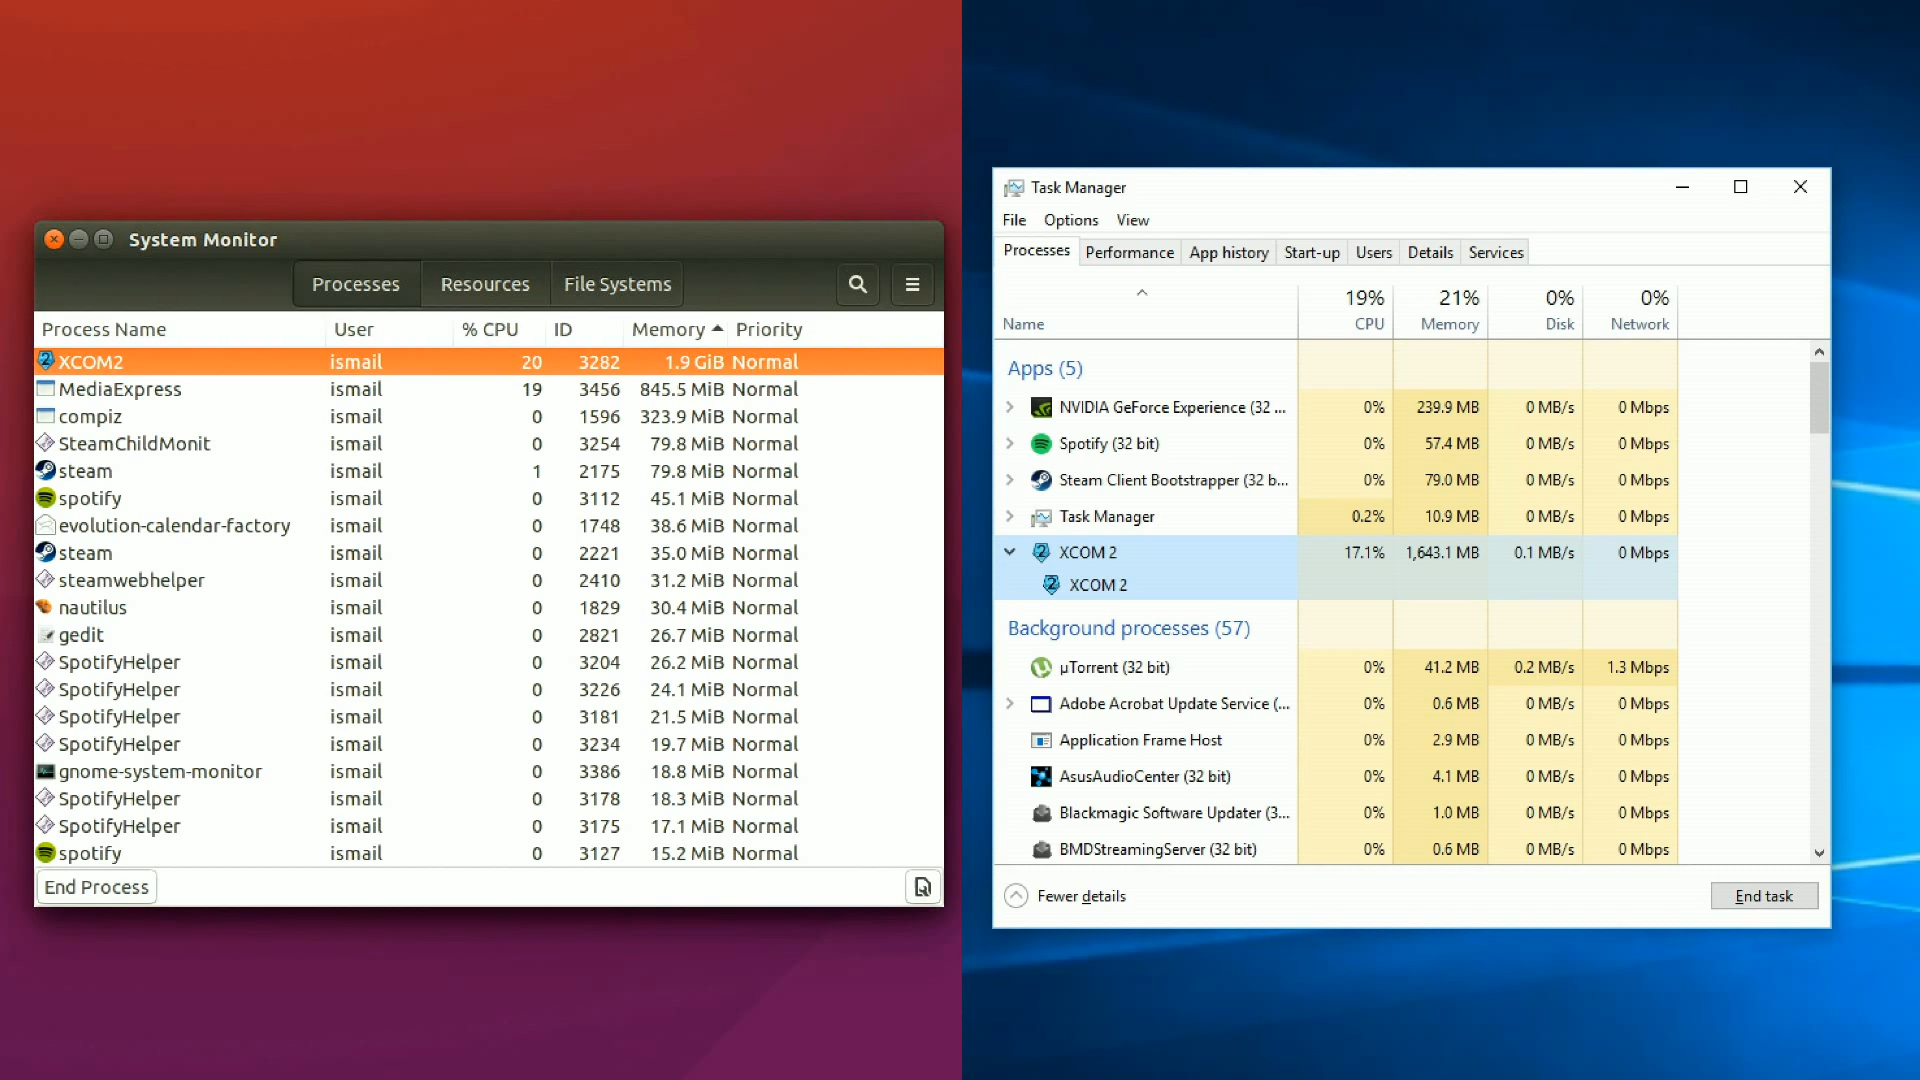 System Monitor
Processes Resources File Systems
Process Name User % CPU ID Memory Priority
XCOM2 ismail 20 3282 1.9 GiB Normal
MediaExpress ismail 19 3456 845.5 MiB Normal
compiz ismail 0 1596 323.9 MiB Normal
SteamChildMonit ismail 0 3254 79.8 MiB Normal
steam ismail 1 2175 79.8 MiB Normal
spotify ismail 0 3112 45.1 MiB Normal
evolution-calendar-factory ismail 0 1748 38.6 MiB Normal
steam ismail 0 2221 35.0 MiB Normal
steamwebhelper ismail 0 2410 31.2 MiB Normal
nautilus ismail 0 1829 30.4 MiB Normal
gedit ismail 0 2821 26.7 MiB Normal
SpotifyHelper ismail 0 3204 26.2 MiB Normal
SpotifyHelper ismail 0 3226 24.1 MiB Normal
SpotifyHelper ismail 0 3181 21.5 MiB Normal
SpotifyHelper ismail 0 3234 19.7 MiB Normal
gnome-system-monitor ismail 0 3386 18.8 MiB Normal
SpotifyHelper ismail 0 3178 18.3 MiB Normal
SpotifyHelper ismail 0 3175 17.1 MiB Normal
spotify ismail 0 3127 15.2 MiB Normal
End Process
Task Manager
File Options View
Processes Performance App history Start-up Users Details Services
19% 21% 0% 0%
Name CPU Memory Disk Network
Apps (5)
NVIDIA GeForce Experience (32 ... 0% 239.9 MB 0 MB/s 0 Mbps
Spotify (32 bit) 0% 57.4 MB 0 MB/s 0 Mbps
Steam Client Bootstrapper (32 b... 0% 79.0 MB 0 MB/s 0 Mbps
Task Manager 0.2% 10.9 MB 0 MB/s 0 Mbps
XCOM 2 17.1% 1,643.1 MB 0.1 MB/s 0 Mbps
XCOM 2
Background processes (57)
µTorrent (32 bit) 0% 41.2 MB 0.2 MB/s 1.3 Mbps
Adobe Acrobat Update Service (... 0% 0.6 MB 0 MB/s 0 Mbps
Application Frame Host 0% 2.9 MB 0 MB/s 0 Mbps
AsusAudioCenter (32 bit) 0% 4.1 MB 0 MB/s 0 Mbps
Blackmagic Software Updater (3... 0% 1.0 MB 0 MB/s 0 Mbps
BMDStreamingServer (32 bit) 0% 0.6 MB 0 MB/s 0 Mbps
Fewer details
End task